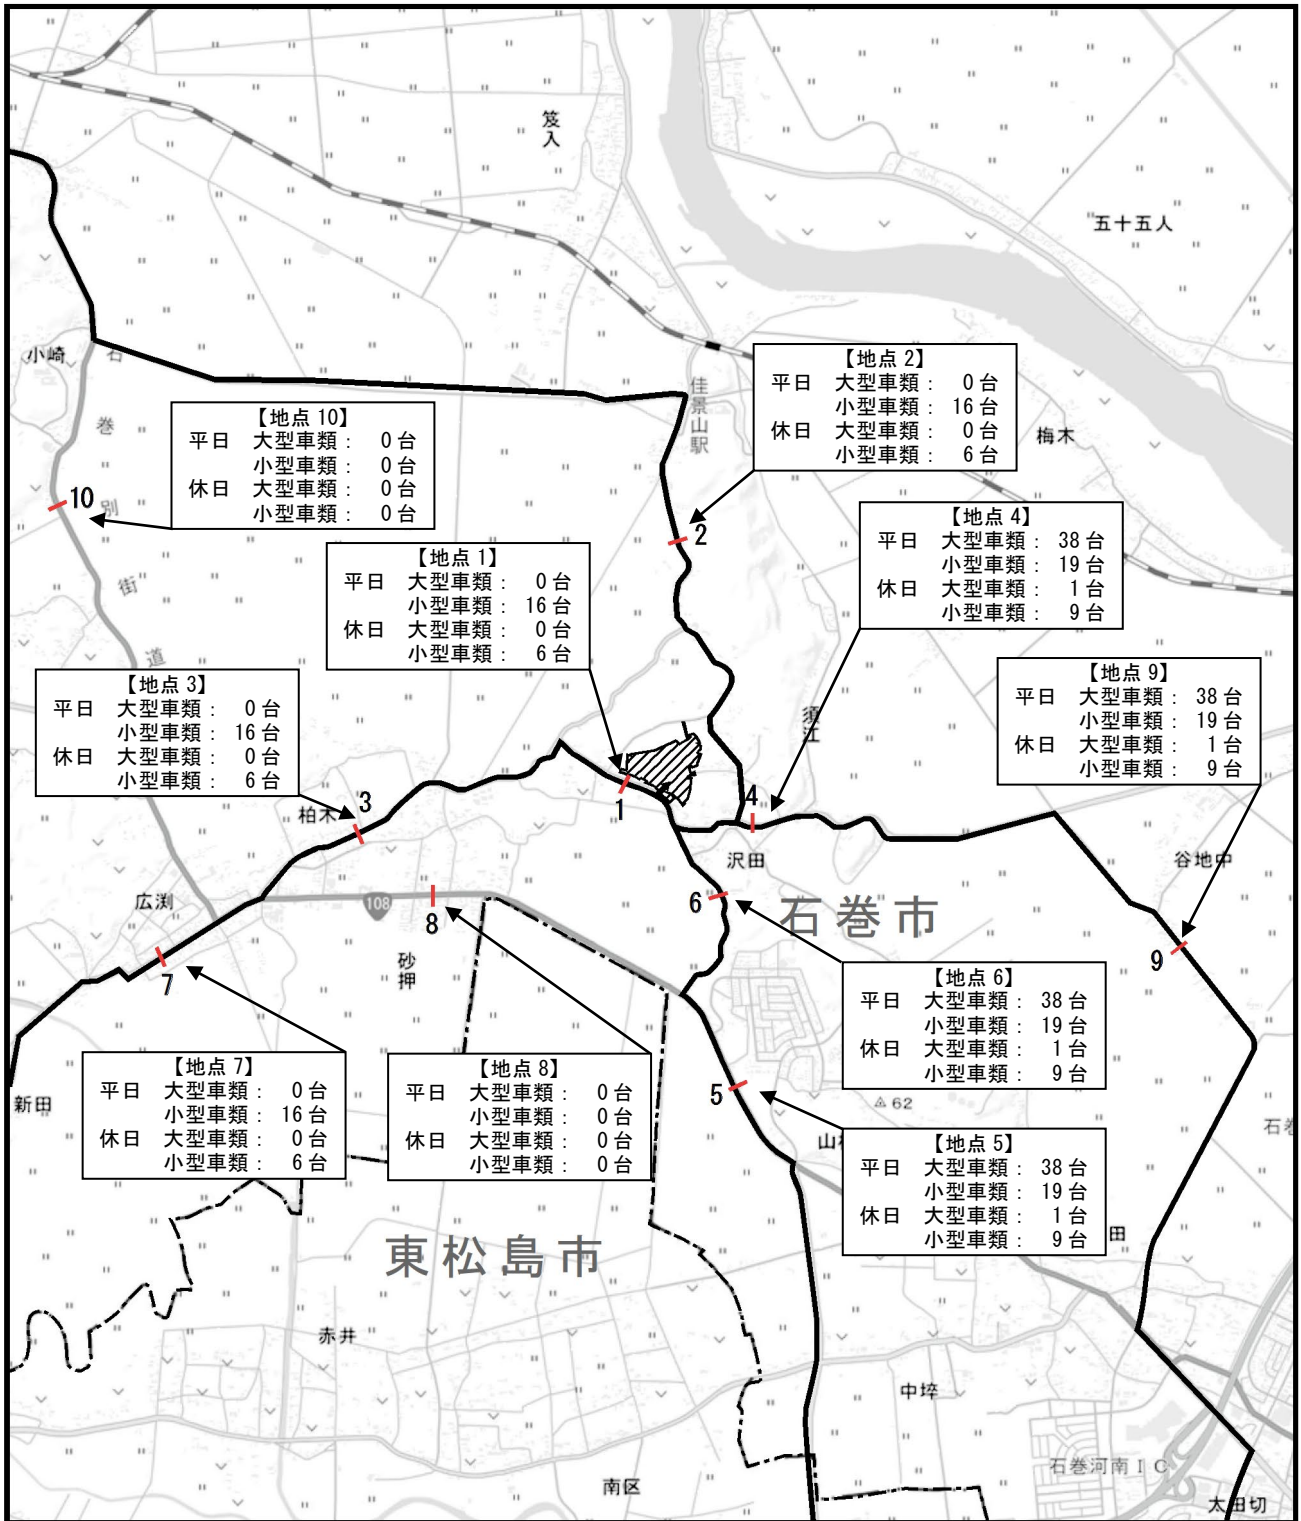 笈入
五十五人
小崎
石巻別街道
佳景山駅
梅木
【地点 2】
平日 大型車類： 0 台
小型車類： 16 台
休日 大型車類： 0 台
小型車類： 6 台
【地点 10】
平日 大型車類： 0 台
小型車類： 0 台
休日 大型車類： 0 台
小型車類： 0 台
10
2
【地点 4】
平日 大型車類： 38 台
小型車類： 19 台
休日 大型車類： 1 台
小型車類： 9 台
【地点 1】
平日 大型車類： 0 台
小型車類： 16 台
休日 大型車類： 0 台
小型車類： 6 台
【地点 3】
平日 大型車類： 0 台
小型車類： 16 台
休日 大型車類： 0 台
小型車類： 6 台
【地点 9】
平日 大型車類： 38 台
小型車類： 19 台
休日 大型車類： 1 台
小型車類： 9 台
須江
柏木
3
1
4
沢田
谷地中
広渕
108
8
6
石巻市
9
7
砂押
【地点 6】
平日 大型車類： 38 台
小型車類： 19 台
休日 大型車類： 1 台
小型車類： 9 台
【地点 7】
平日 大型車類： 0 台
小型車類： 16 台
休日 大型車類： 0 台
小型車類： 6 台
【地点 8】
平日 大型車類： 0 台
小型車類： 0 台
休日 大型車類： 0 台
小型車類： 0 台
新田
5
62
石巻
山
【地点 5】
平日 大型車類： 38 台
小型車類： 19 台
休日 大型車類： 1 台
小型車類： 9 台
田
東松島市
赤井
中埣
南区
石巻河南ＩＣ
太田切